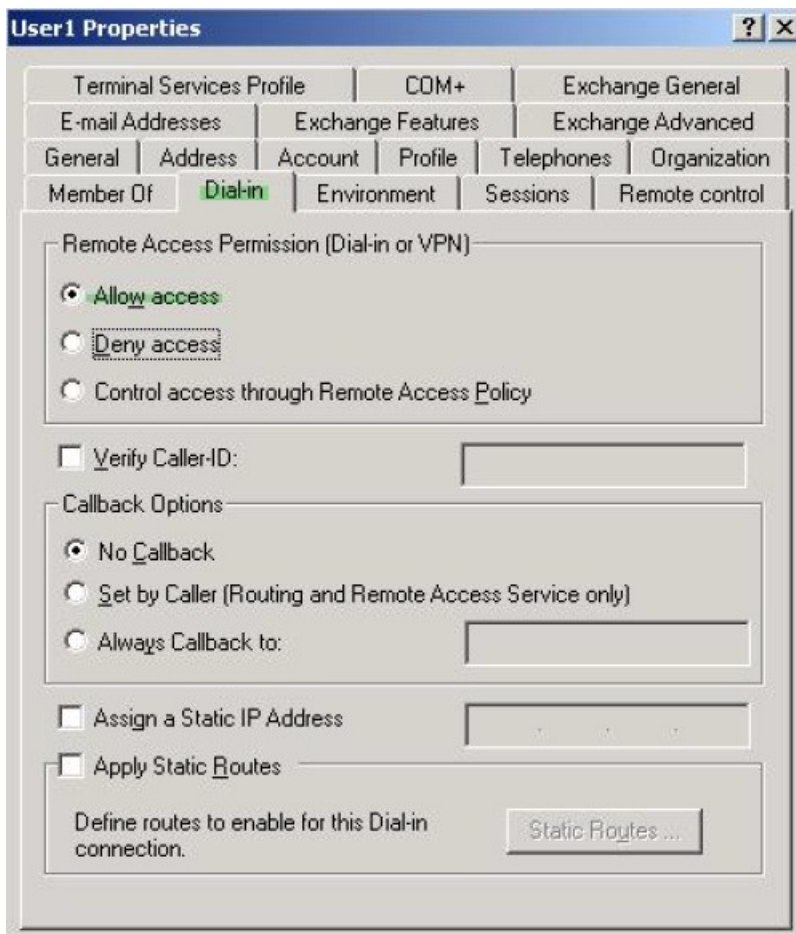 User1 Properties
Terminal Services Profile COM+ Exchange General
E-mail Addresses Exchange Features Exchange Advanced
General Address Account Profile Telephones Organization
Member Of Dial-in Environment Sessions Remote control
Remote Access Permission (Dial-in or VPN)
Allow access
Deny access
Control access through Remote Access Policy
Verify Caller-ID:
Callback Options
No Callback
Set by Caller (Routing and Remote Access Service only)
Always Callback to:
Assign a Static IP Address
Apply Static Routes
Define routes to enable for this Dial-in
connection.
Static Routes ...